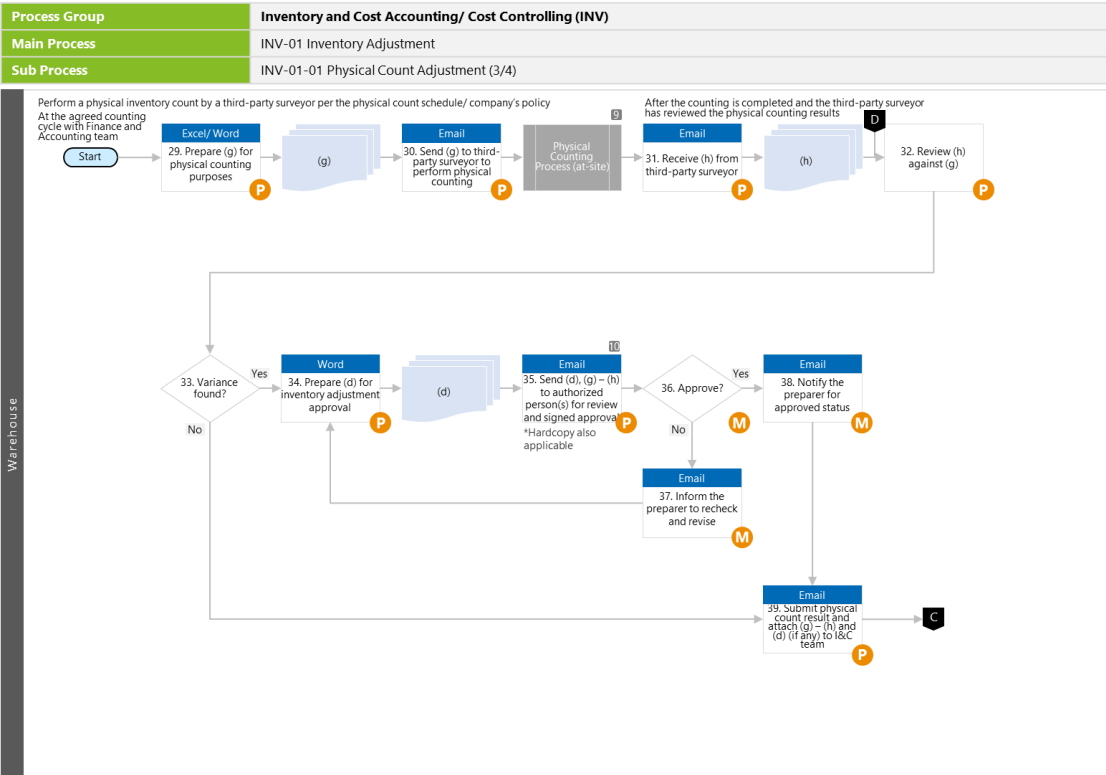 Process Group
Inventory and Cost Accounting/ Cost Controlling (INV)
Main Process
INV-01 Inventory Adjustment
Sub Process
INV-01-01 Physical Count Adjustment (3/4)
Perform a physical inventory count by a third-party surveyor per the physical count schedule/ company's policy
At the agreed counting
cycle with Finance and
Accounting team
Start
Excel/ Word
29. Prepare (g) for
physical counting
purposes
P
(g)
Email
30. Send (g) to third-
party surveyor to
perform physical
counting
P
9
Physical
Counting
Process (at-site)
After the counting is completed and the third-party surveyor
has reviewed the physical counting results
Email
31. Receive (h) from
third-party surveyor
P
(h)
D
32. Review (h)
against (g)
P
33. Variance
found?
Yes
No
Word
34. Prepare (d) for
inventory adjustment
approval
P
(d)
10
Email
35. Send (d), (g) – (h)
to authorized
person(s) for review
and signed approval
P
*Hardcopy also
applicable
36. Approve?
Yes
No
M
Email
38. Notify the
preparer for
approved status
M
Email
37. Inform the
preparer to recheck
and revise
M
Email
39. Submit physical
count result and
attach (g) – (h) and
(d) (if any) to I&C
team
P
C
Warehouse